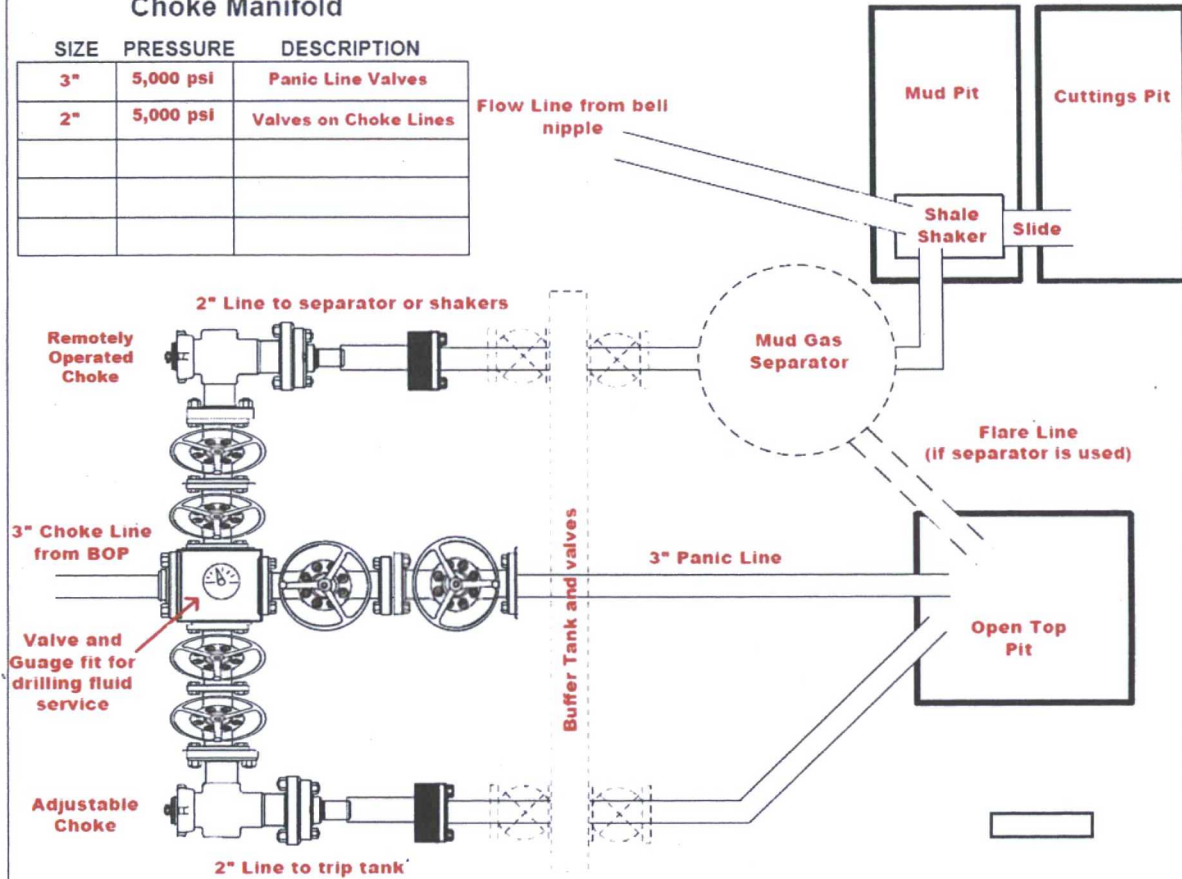 Choke Manifold
SIZE PRESSURE DESCRIPTION
3" 5,000 psi Panic Line Valves
2" 5,000 psi Valves on Choke Lines
Flow Line from bell
nipple
Mud Pit
Cuttings Pit
Shale
Shaker
Slide
2" Line to separator or shakers
Remotely
Operated
Choke
Mud Gas
Separator
Flare Line
(if separator is used)
3" Choke Line
from BOP
3" Panic Line
Buffer Tank and valves
Valve and
Guage fit for
drilling fluid
service
Open Top
Pit
Adjustable
Choke
2" Line to trip tank